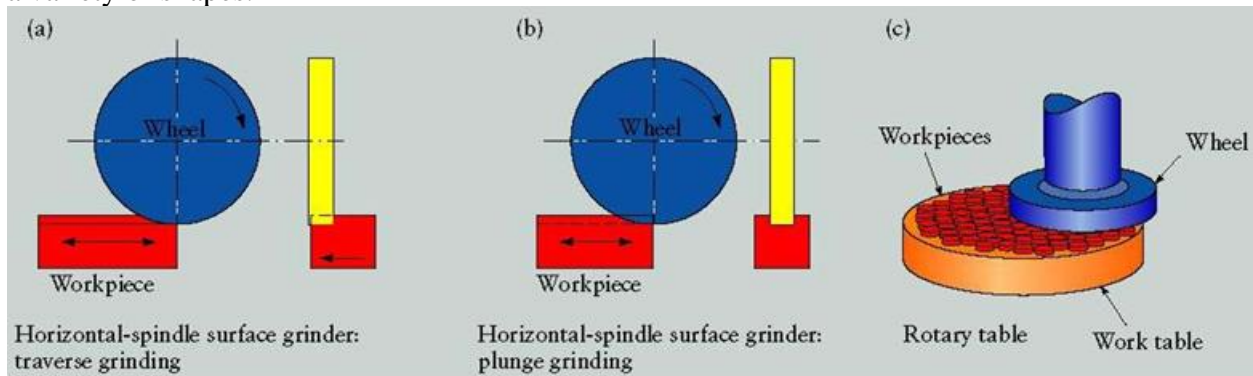 (a)
Wheel
Workpiece
Horizontal-spindle surface grinder:
traverse grinding
(b)
Wheel
Workpiece
Horizontal-spindle surface grinder:
plunge grinding
(c)
Workpieces
Wheel
Rotary table
Work table